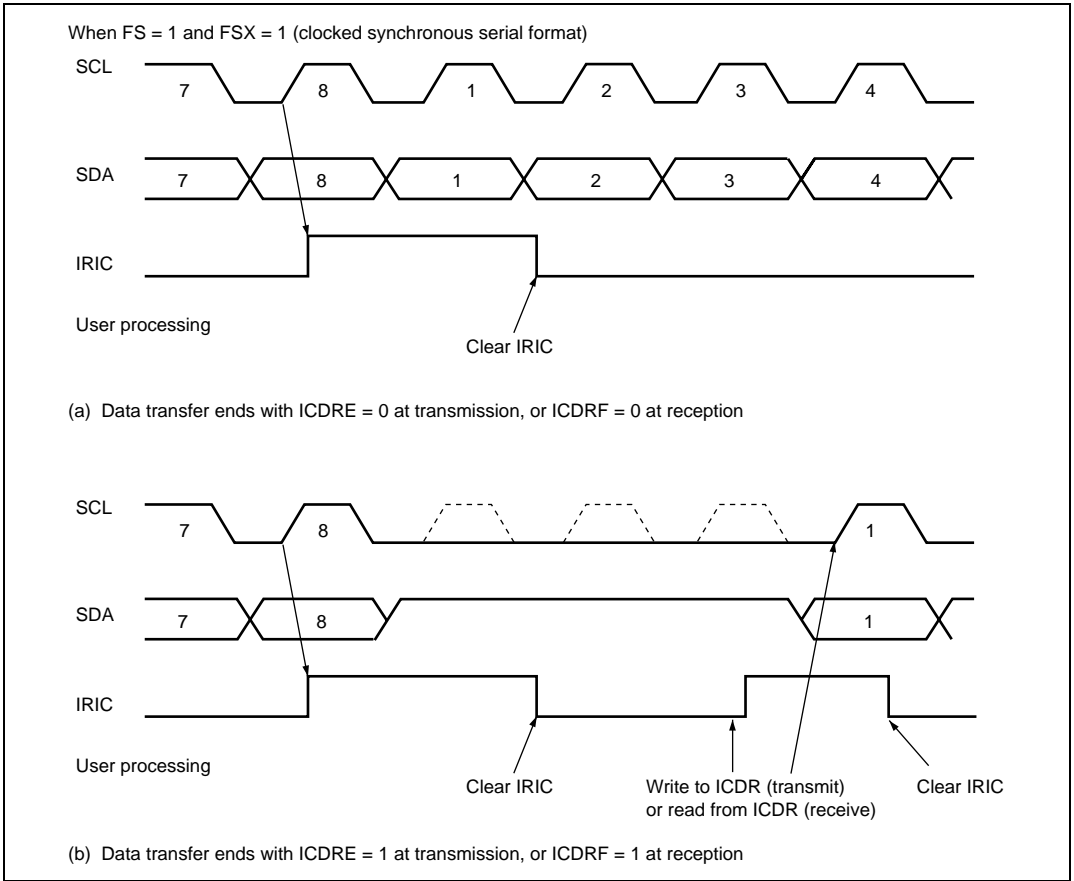 When FS = 1 and FSX = 1 (clocked synchronous serial format)
SCL
7 8 1 2 3 4
SDA
7 8 1 2 3 4
IRIC
User processing
Clear IRIC
(a) Data transfer ends with ICDRE = 0 at transmission, or ICDRF = 0 at reception
SCL
7 8 1
SDA
7 8 1
IRIC
User processing
Clear IRIC
Write to ICDR (transmit)
or read from ICDR (receive)
Clear IRIC
(b) Data transfer ends with ICDRE = 1 at transmission, or ICDRF = 1 at reception